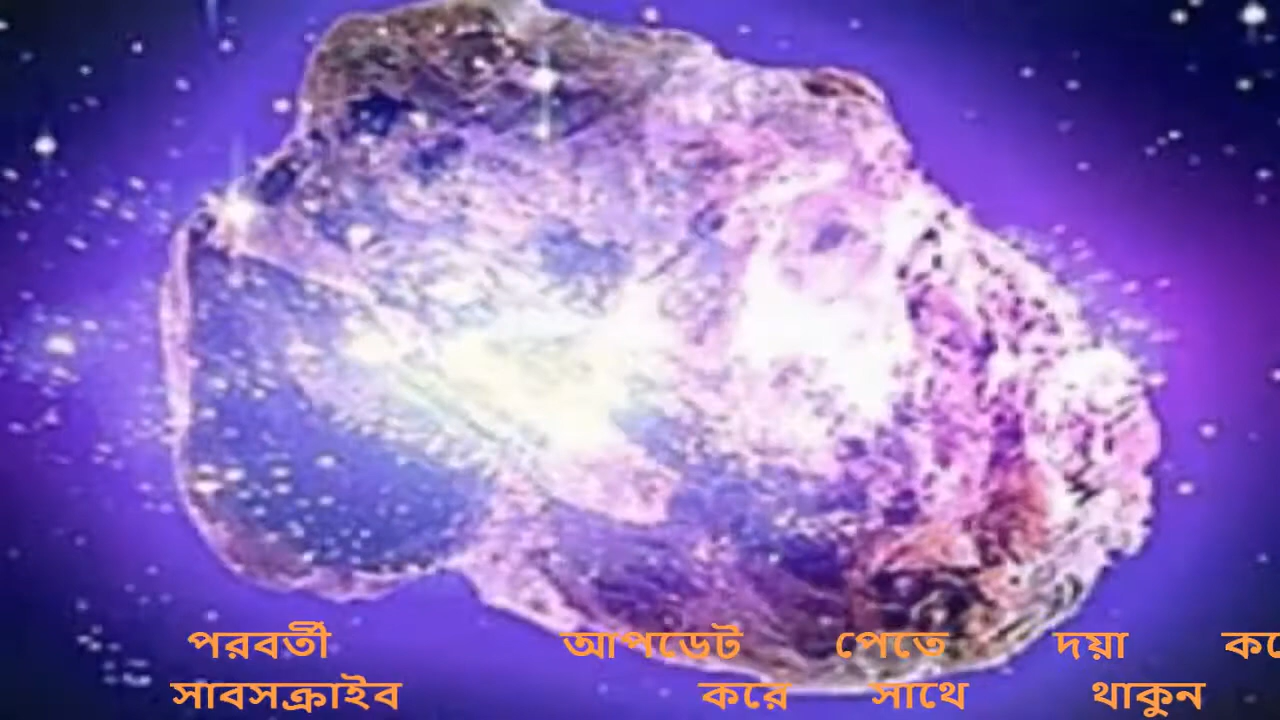 পরবর্তী আপডেট পেতে দয়া
সাবসক্রাইব করে সাথে থাকুন